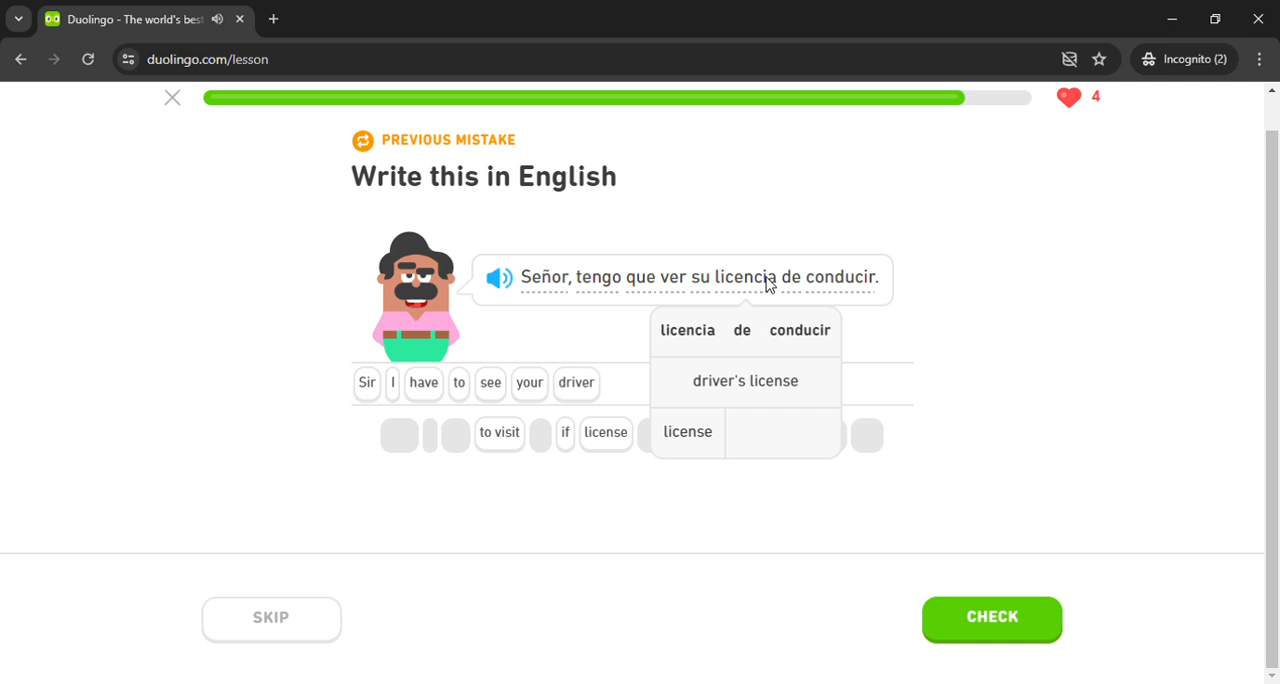 Duolingo - The world's bes
duolingo.com/lesson
Incognito (2)
4
PREVIOUS MISTAKE
Write this in English
Señor, tengo que ver su licencia de conducir.
licencia de conducir
driver's license
license
Sir I have to see your driver
to visit if license
SKIP
CHECK